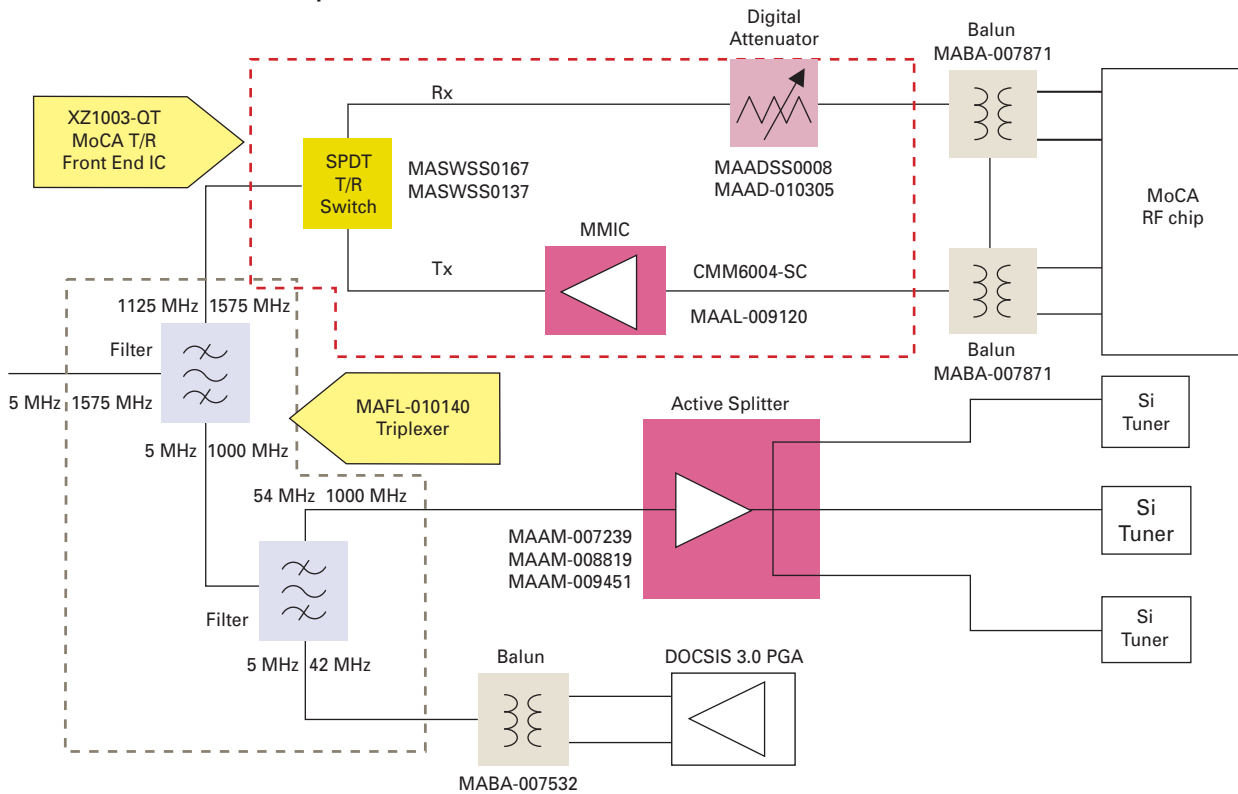 Digital
Attenuator
Balun
MABA-007871
XZ1003-QT
MoCA T/R
Front End IC
Rx
SPDT
T/R
Switch
MASWSS0167
MASWSS0137
MAADSS0008
MAAD-010305
MoCA
RF chip
MMIC
Tx
CMM6004-SC
MAAL-009120
1125 MHz 1575 MHz
Filter
Balun
MABA-007871
5 MHz 1575 MHz
MAFL-010140
Triplexer
Active Splitter
Si
Tuner
5 MHz 1000 MHz
54 MHz 1000 MHz
MAAM-007239
MAAM-008819
MAAM-009451
Si
Tuner
Filter
Si
Tuner
5 MHz 42 MHz
Balun
DOCSIS 3.0 PGA
MABA-007532